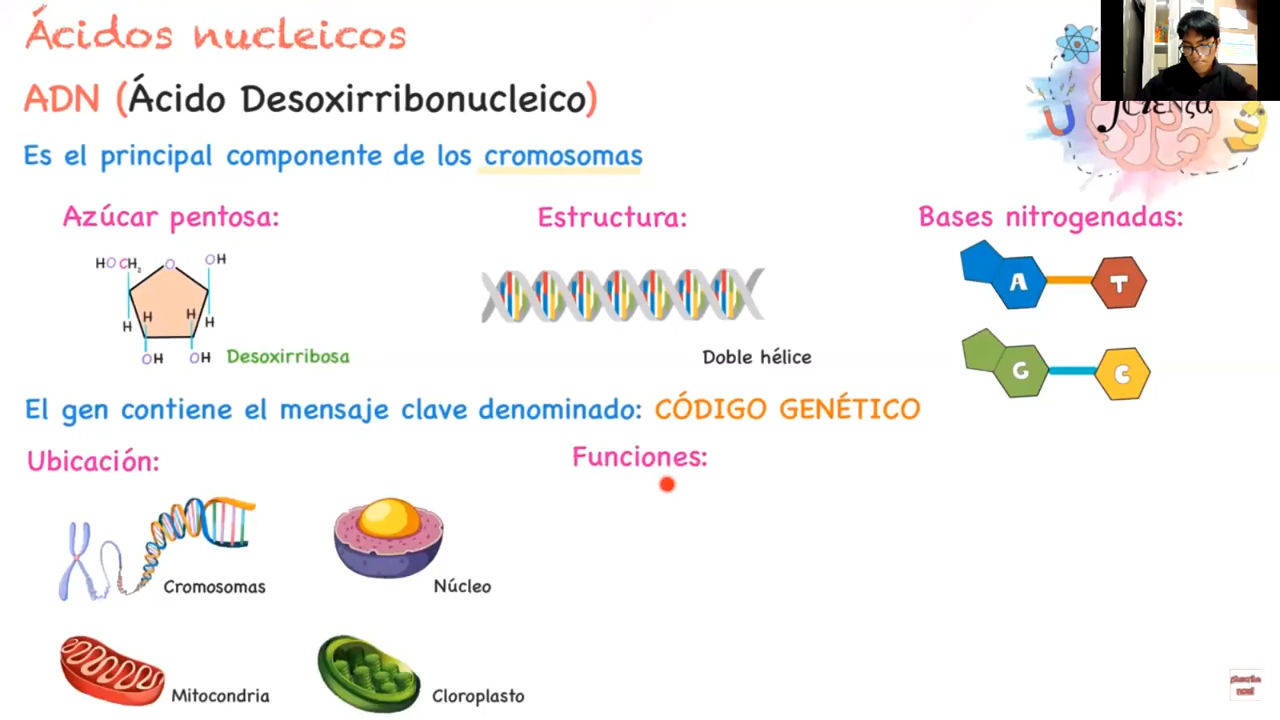 Ácidos nucleicos
ADN (Ácido Desoxirribonucleico)
Es el principal componente de los cromosomas
Azúcar pentosa:
Estructura:
Bases nitrogenadas:
HO CH2 O OH
H H H H
OH OH
Desoxirribosa
Doble hélice
A T
G C
El gen contiene el mensaje clave denominado: CÓDIGO GENÉTICO
Ubicación:
Funciones:
Cromosomas
Núcleo
Mitocondria
Cloroplasto